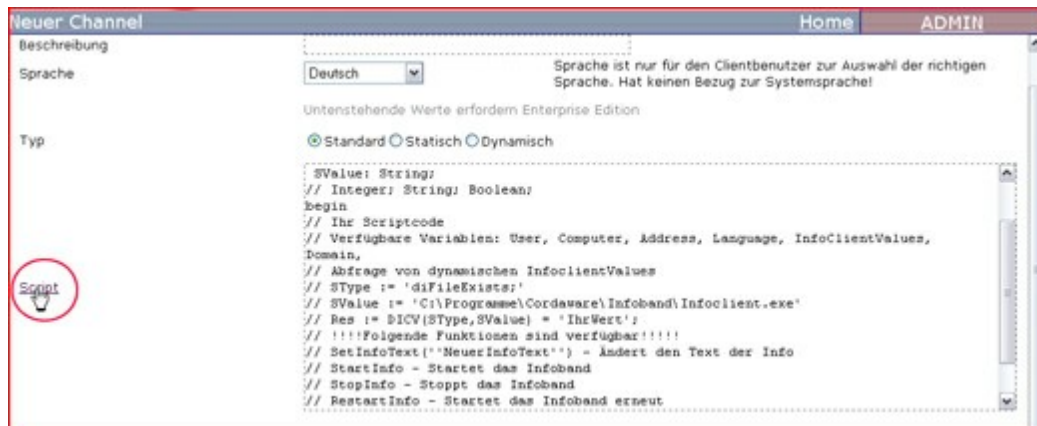 Neuer Channel Home ADMIN
Beschreibung
Sprache Deutsch Sprache ist nur für den Clientbenutzer zur Auswahl der richtigen
Sprache. Hat keinen Bezug zur Systemsprache!
Untenstehende Werte erfordern Enterprise Edition
Typ Standard Statisch Dynamisch
SValue: String;
// Integer; String; Boolean;
begin
// Ihr Scriptcode
// Verfügbare Variablen: User, Computer, Address, Language, InfoClientValues,
Domain,
// Abfrage von dynamischen InfoclientValues
// SType := 'diFileExists;'
// SValue := 'C:\Programme\Cordaware\Infoband\Infoclient.exe'
// Res := DICV(SType,SValue) = 'IhrWert';
// !!!!Folgende Funktionen sind verfügbar!!!!!
// SetInfoText(''NeuerInfoText'') - Ändert den Text der Info
// StartInfo - Startet das Infoband
// StopInfo - Stoppt das Infoband
// RestartInfo - Startet das Infoband erneut
Script